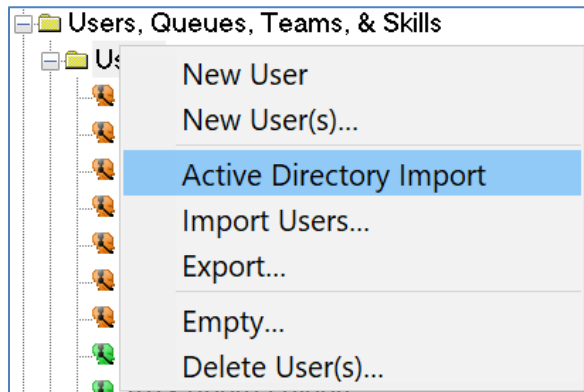 Users, Queues, Teams, & Skills
New User
New User(s)...
Active Directory Import
Import Users...
Export...
Empty...
Delete User(s)...